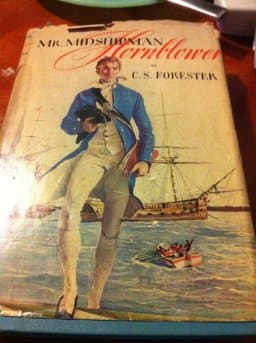 MR. MIDSHIPMAN
Hornblower
BY
C. S. FORESTER